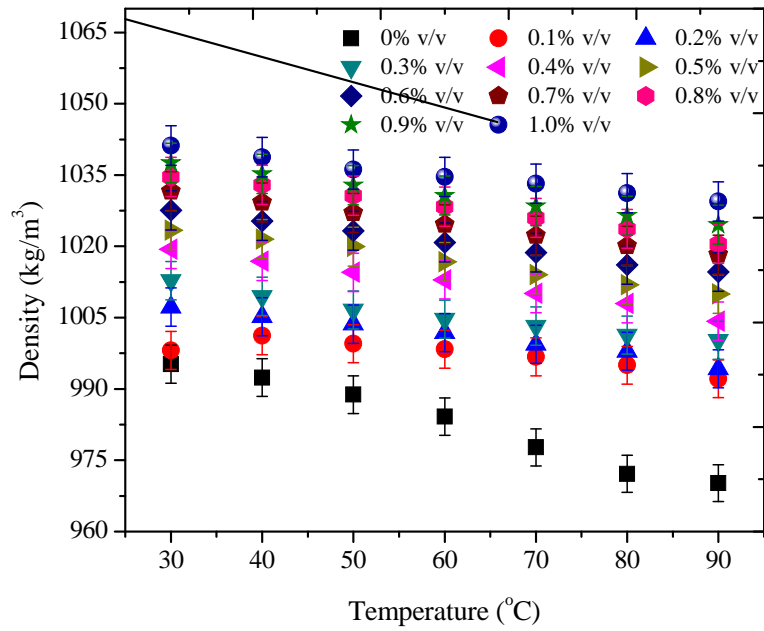 1065
1050
1035
1020
1005
990
975
960
Density (kg/m³)
0% v/v 0.1% v/v 0.2% v/v
0.3% v/v 0.4% v/v 0.5% v/v
0.6% v/v 0.7% v/v 0.8% v/v
0.9% v/v 1.0% v/v
30 40 50 60 70 80 90
Temperature (°C)